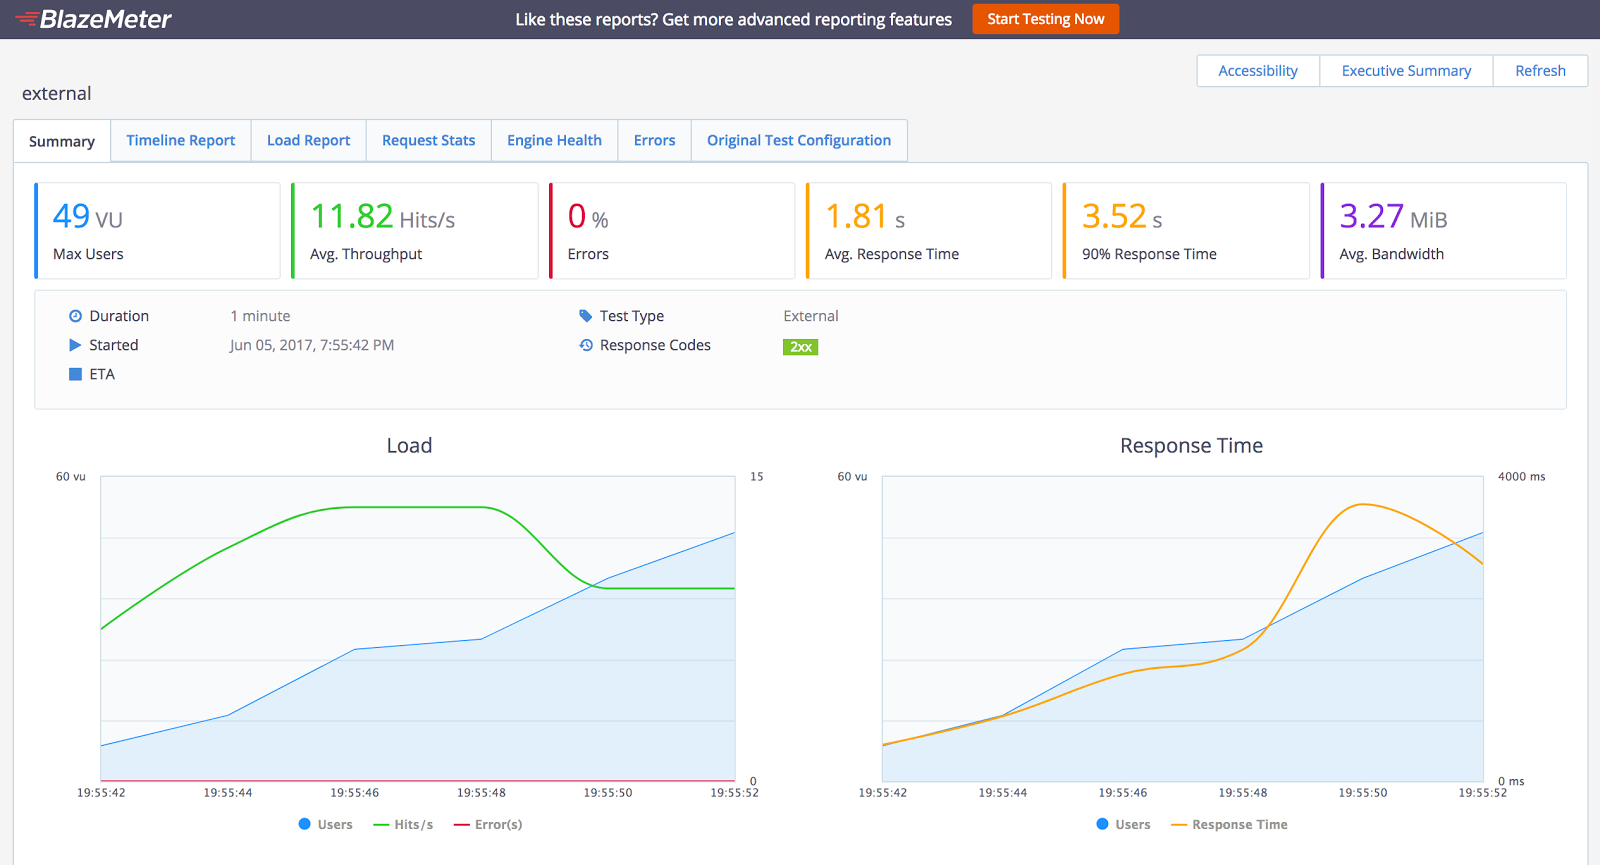 BlazeMeter
Like these reports? Get more advanced reporting features
Start Testing Now
Accessibility
Executive Summary
Refresh
external
Summary
Timeline Report
Load Report
Request Stats
Engine Health
Errors
Original Test Configuration
49 VU
Max Users
11.82 Hits/s
Avg. Throughput
0 %
Errors
1.81 s
Avg. Response Time
3.52 s
90% Response Time
3.27 MiB
Avg. Bandwidth
Duration 1 minute
Started Jun 05, 2017, 7:55:42 PM
ETA
Test Type External
Response Codes 2xx
Load
60 vu
15
0
19:55:42 19:55:44 19:55:46 19:55:48 19:55:50 19:55:52
Users Hits/s Error(s)
Response Time
60 vu
4000 ms
0 ms
19:55:42 19:55:44 19:55:46 19:55:48 19:55:50 19:55:52
Users Response Time